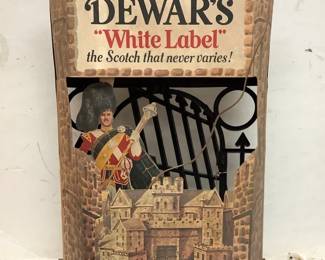 DEWAR'S
"White Label"
the Scotch that never varies!